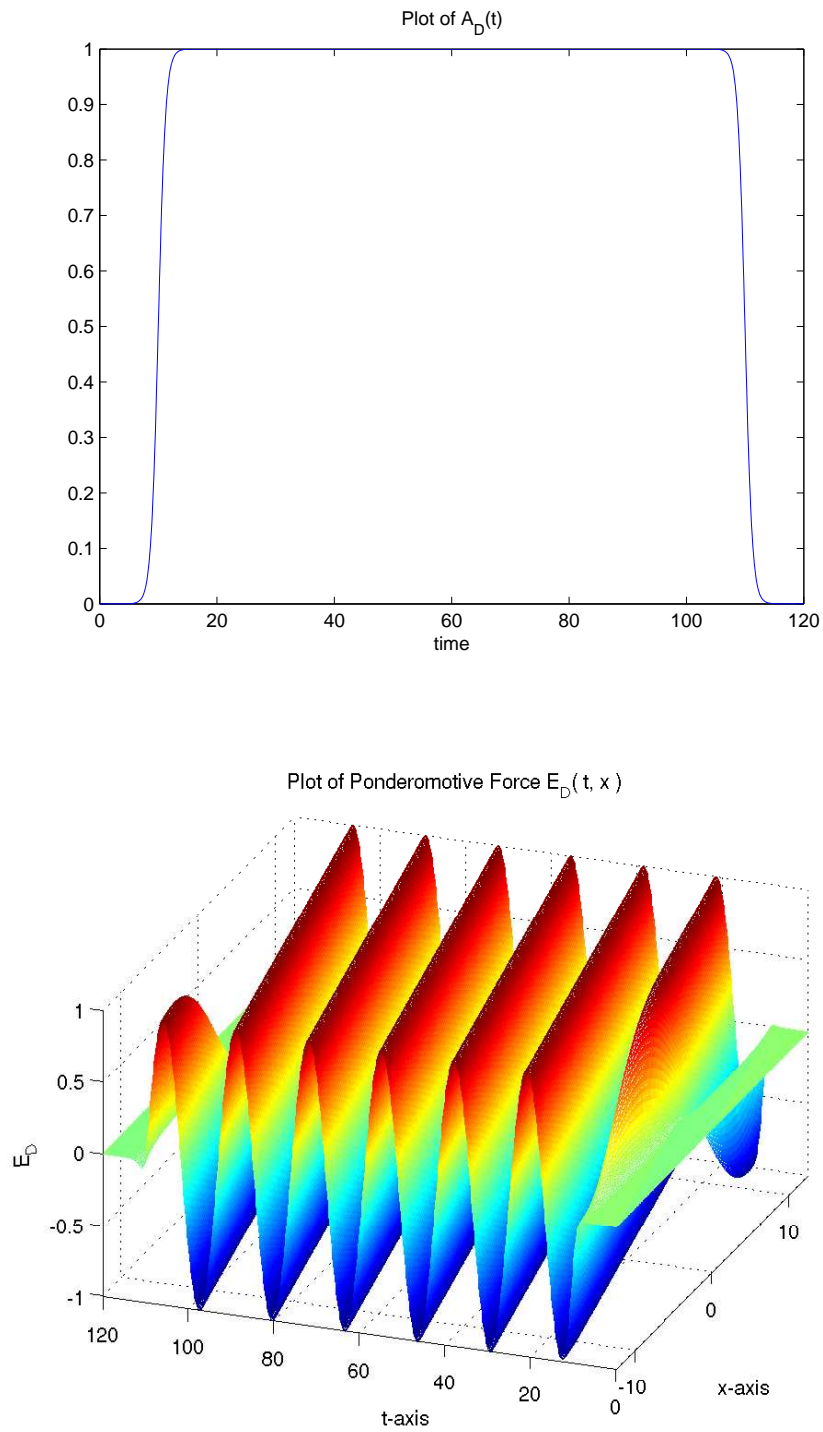 Plot of A_D(t)
1
0.9
0.8
0.7
0.6
0.5
0.4
0.3
0.2
0.1
0
0 20 40 60 80 100 120
time
Plot of Ponderomotive Force E_D( t, x )
1
0.5
0
-0.5
-1
E_D
120 100 80 60 40 20 0
t-axis
-10 0 10
x-axis